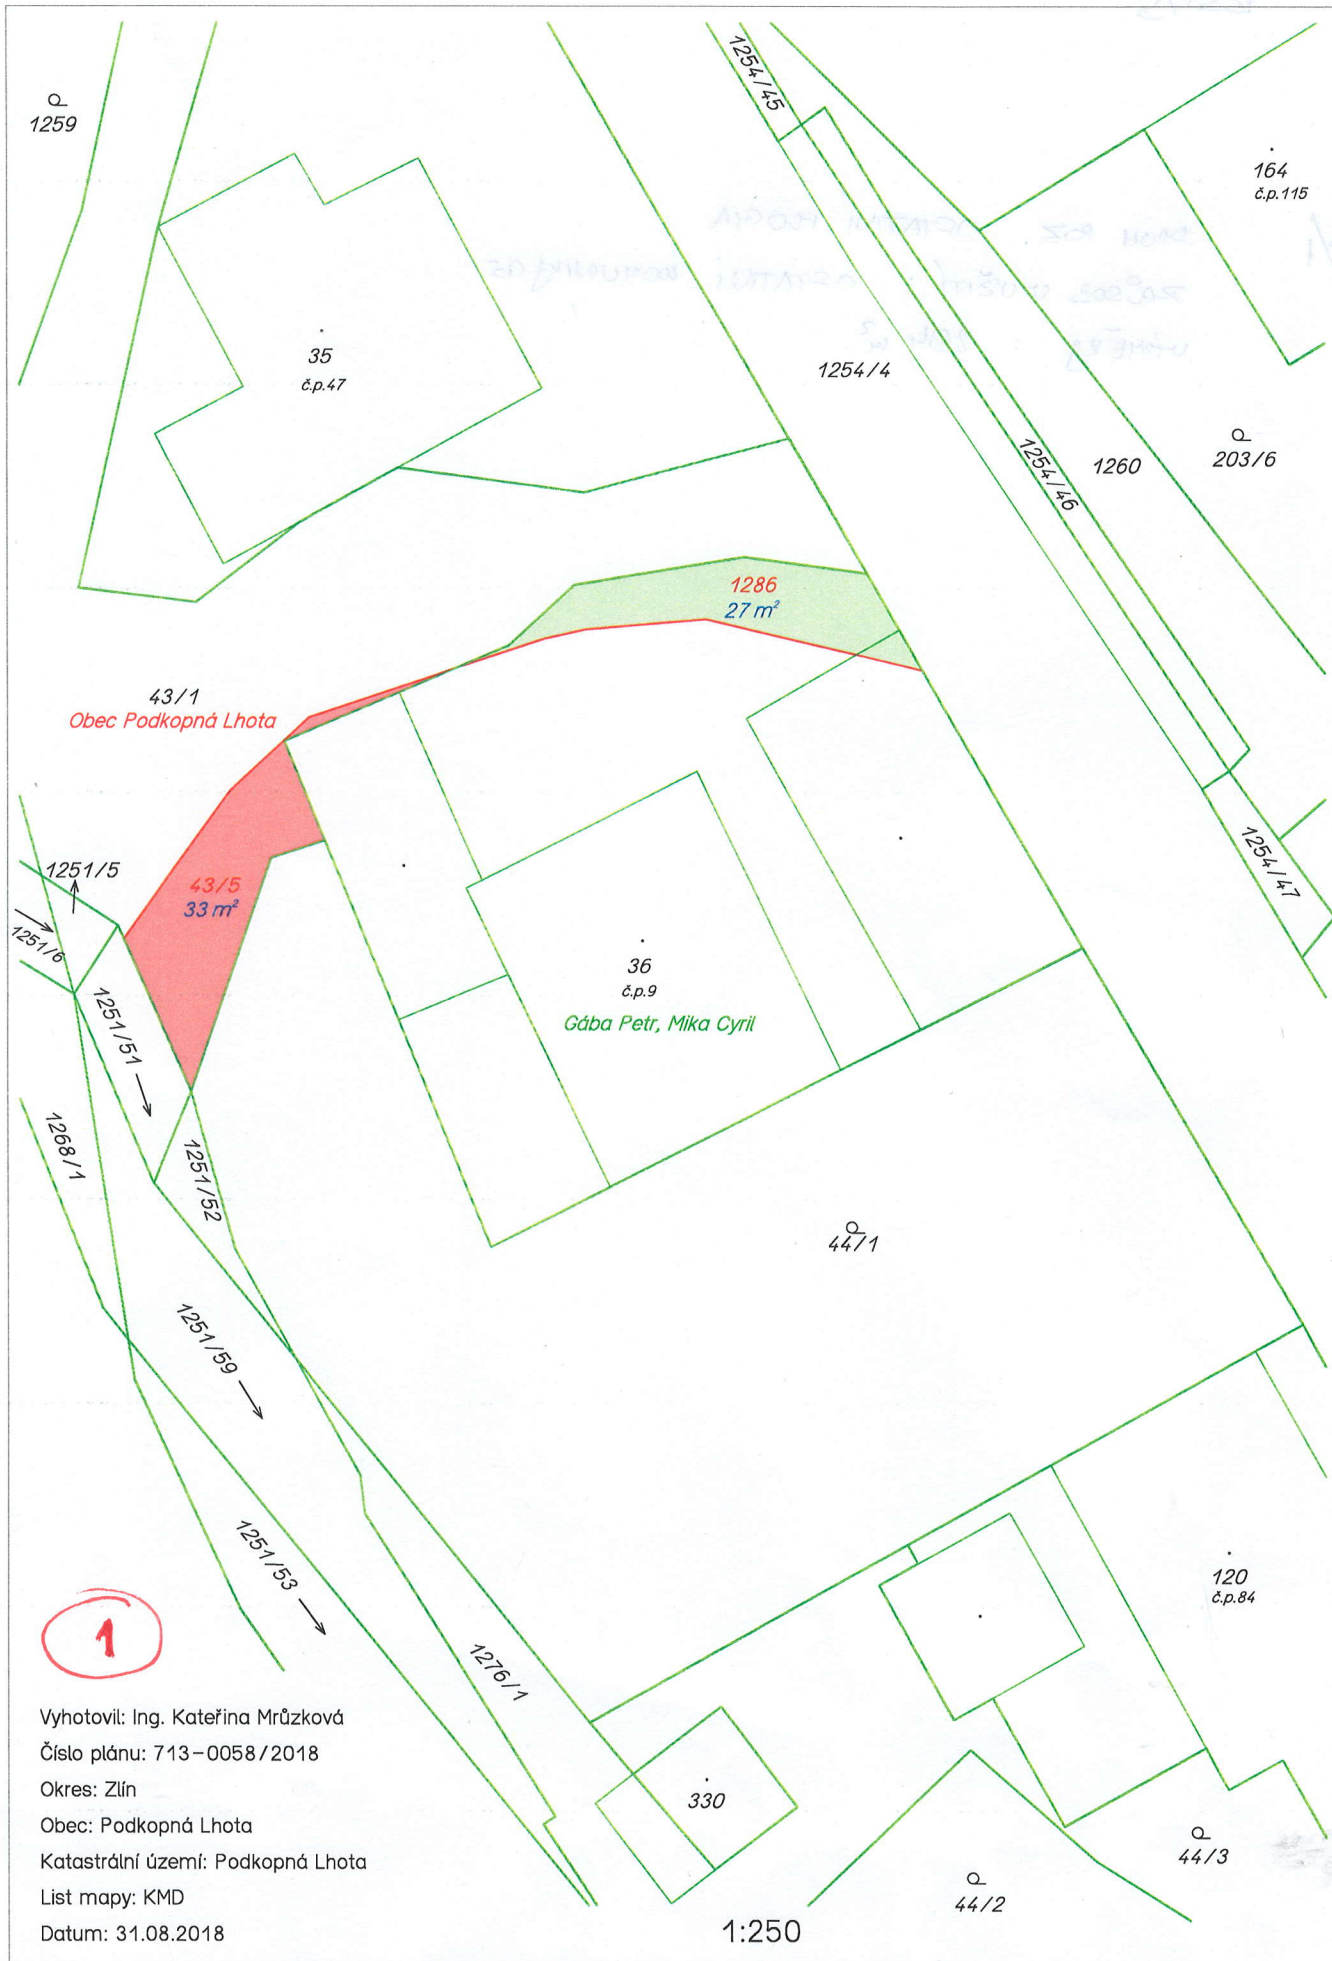 1254/45
1259
164
č.p.115
35
č.p.47
1254/4
1254/46
1260
203/6
1286
27 m²
43/1
Obec Podkopná Lhota
1251/5
43/5
33 m²
1254/47
1251/6
36
č.p.9
Gába Petr, Mika Cyril
1251/51
1268/1
1251/52
44/1
1251/59
1251/53
120
č.p.84
1
1276/1
Vyhotovil: Ing. Kateřina Mrůzková
Číslo plánu: 713-0058/2018
Okres: Zlín
Obec: Podkopná Lhota
330
Katastrální území: Podkopná Lhota
44/3
List mapy: KMD
44/2
Datum: 31.08.2018
1:250